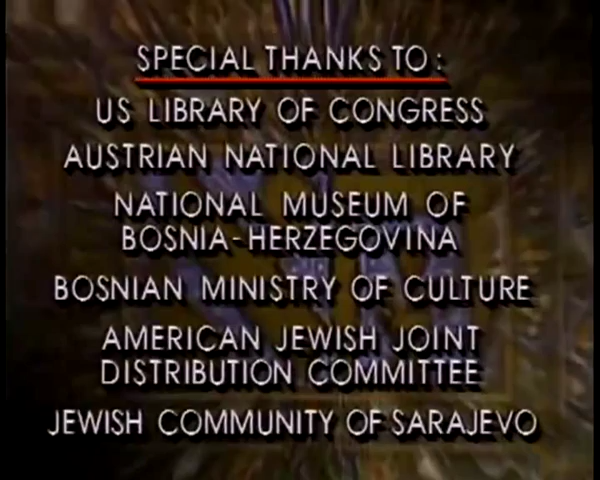 SPECIAL THANKS TO :
US LIBRARY OF CONGRESS
AUSTRIAN NATIONAL LIBRARY
NATIONAL MUSEUM OF
BOSNIA-HERZEGOVINA
BOSNIAN MINISTRY OF CULTURE
AMERICAN JEWISH JOINT
DISTRIBUTION COMMITTEE
JEWISH COMMUNITY OF SARAJEVO